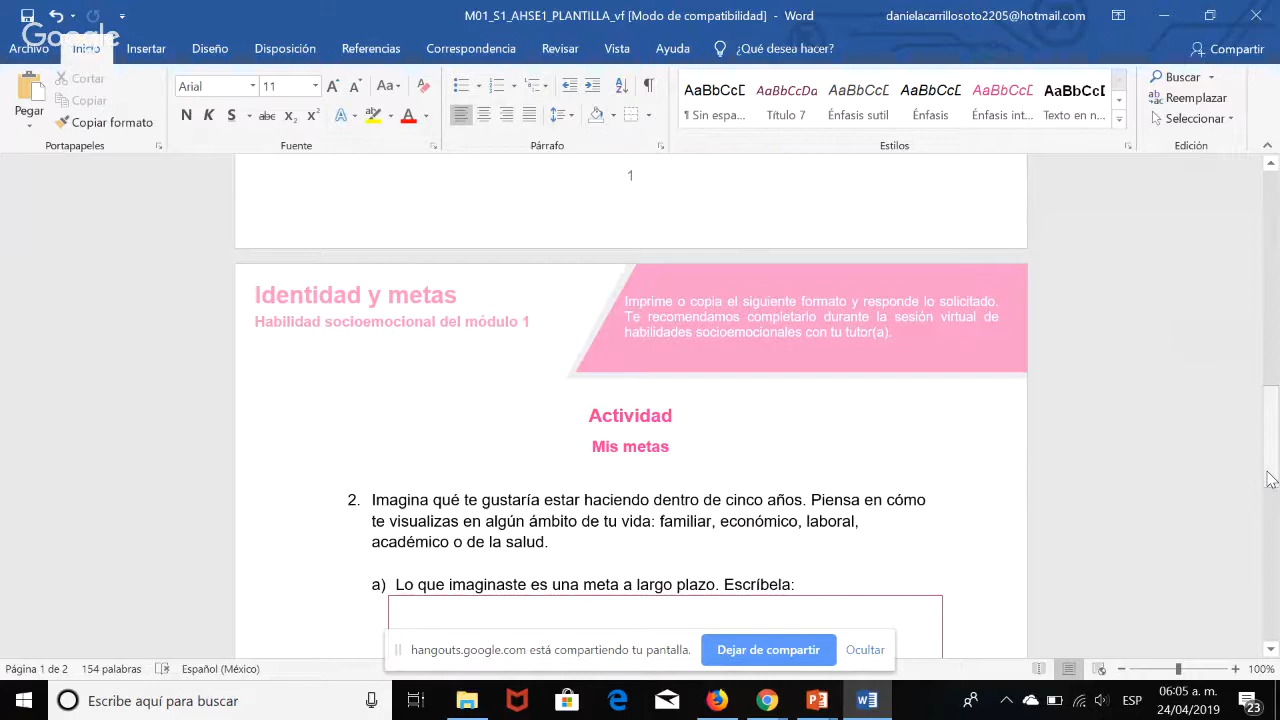 M01_S1_AHSE1_PLANTILLA_vf [Modo de compatibilidad] - Word
danielacarrillosoto2205@hotmail.com
Google
Archivo Inicio Insertar Diseño Disposición Referencias Correspondencia Revisar Vista Ayuda ¿Qué desea hacer? Compartir
Pegar
Cortar
Copiar
Copiar formato
Portapapeles
Arial 11
N K S abc x₂ x²
Fuente
Párrafo
AaBbCcD AaBbCcDa AaBbCcD AaBbCcD AaBbCcD AaBbCcD
¶ Sin espa... Título 7 Énfasis sutil Énfasis Énfasis int... Texto en n...
Estilos
Buscar
Reemplazar
Seleccionar
Edición
1
Identidad y metas
Habilidad socioemocional del módulo 1
Imprime o copia el siguiente formato y responde lo solicitado.
Te recomendamos completarlo durante la sesión virtual de
habilidades socioemocionales con tu tutor(a).
Actividad
Mis metas
2. Imagina qué te gustaría estar haciendo dentro de cinco años. Piensa en cómo
te visualizas en algún ámbito de tu vida: familiar, económico, laboral,
académico o de la salud.
a) Lo que imaginaste es una meta a largo plazo. Escríbela:
hangouts.google.com está compartiendo tu pantalla. Dejar de compartir Ocultar
Página 1 de 2 154 palabras Español (México) 100%
Escribe aquí para buscar
ESP
06:05 a. m.
24/04/2019
23